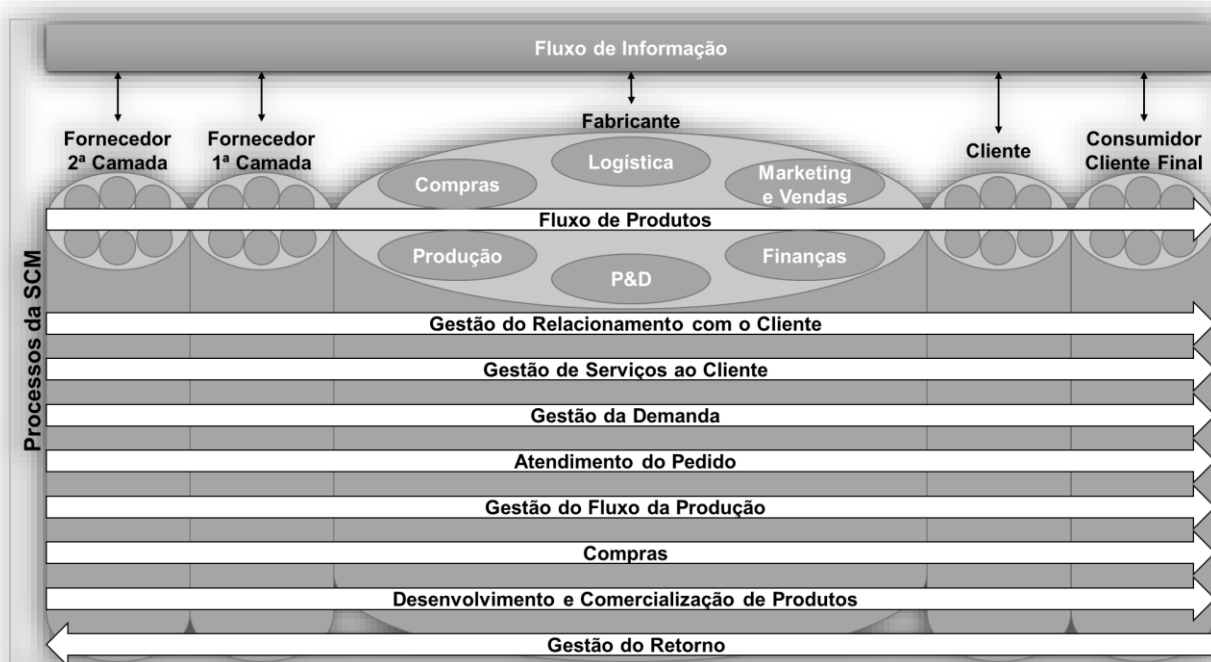 Fluxo de Informação
Fornecedor
2ª Camada
Fornecedor
1ª Camada
Fabricante
Cliente
Consumidor
Cliente Final
Logística
Compras
Marketing
e Vendas
Fluxo de Produtos
Produção
Finanças
P&D
Processos da SCM
Gestão do Relacionamento com o Cliente
Gestão de Serviços ao Cliente
Gestão da Demanda
Atendimento do Pedido
Gestão do Fluxo da Produção
Compras
Desenvolvimento e Comercialização de Produtos
Gestão do Retorno